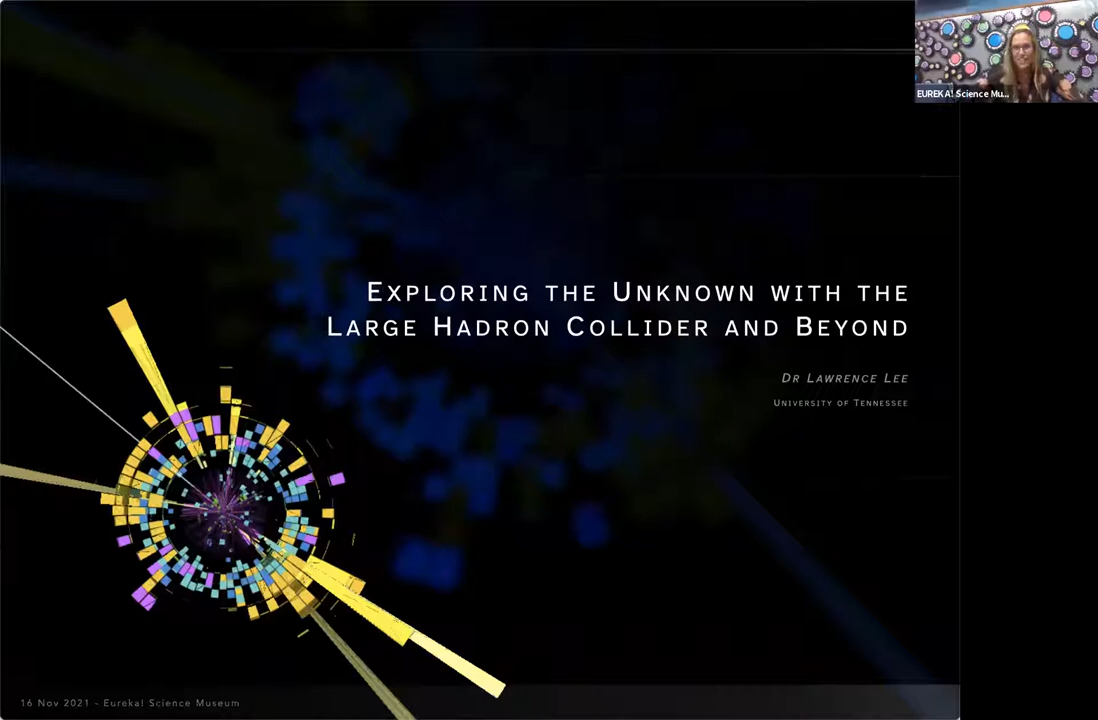 EUREKA! Science Mu...
EXPLORING THE UNKNOWN WITH THE
LARGE HADRON COLLIDER AND BEYOND
DR LAWRENCE LEE
UNIVERSITY OF TENNESSEE
16 Nov 2021 - Eureka! Science Museum